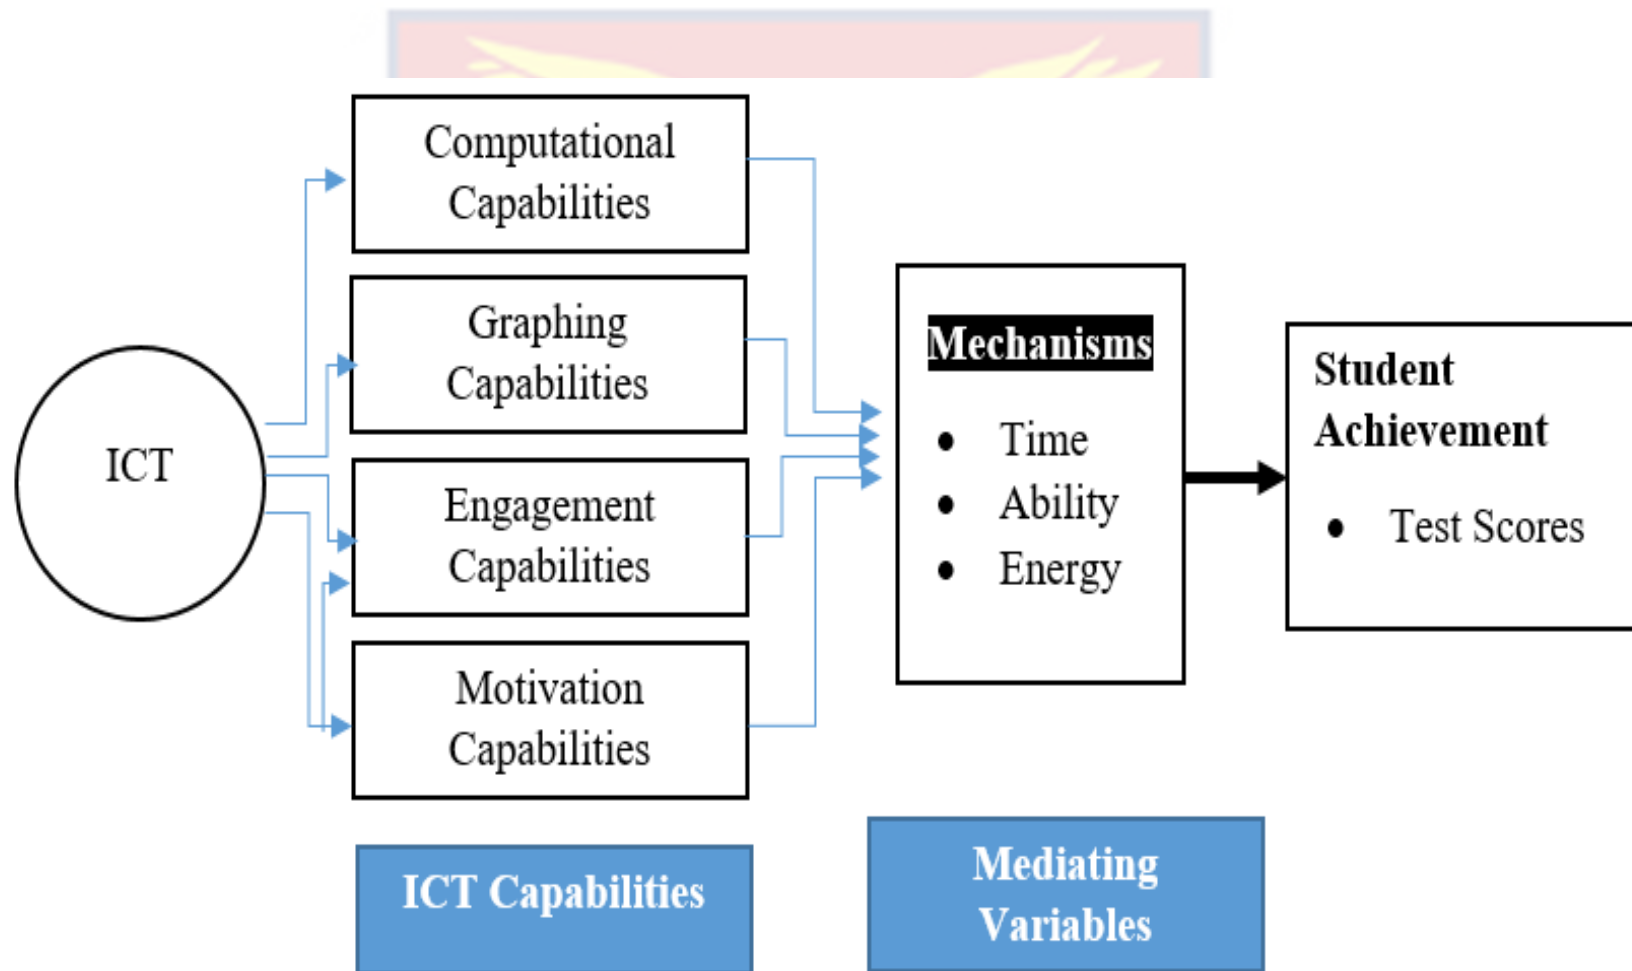 Computational
Capabilities
Graphing
Capabilities
ICT
Engagement
Capabilities
Motivation
Capabilities
Mechanisms
• Time
• Ability
• Energy
Student
Achievement
• Test Scores
ICT Capabilities
Mediating
Variables